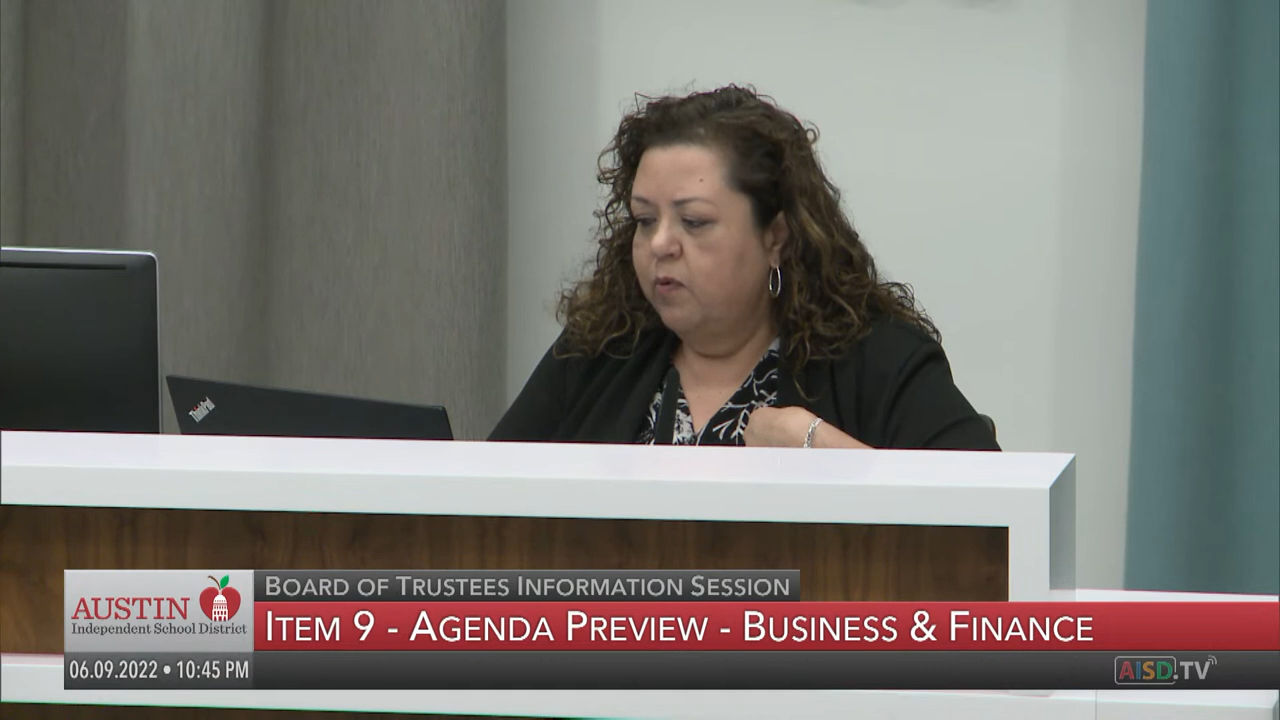 ThinkPad
BOARD OF TRUSTEES INFORMATION SESSION
AUSTIN
Independent School District
ITEM 9 - AGENDA PREVIEW - BUSINESS & FINANCE
06.09.2022 • 10:45 PM
AISD.TV